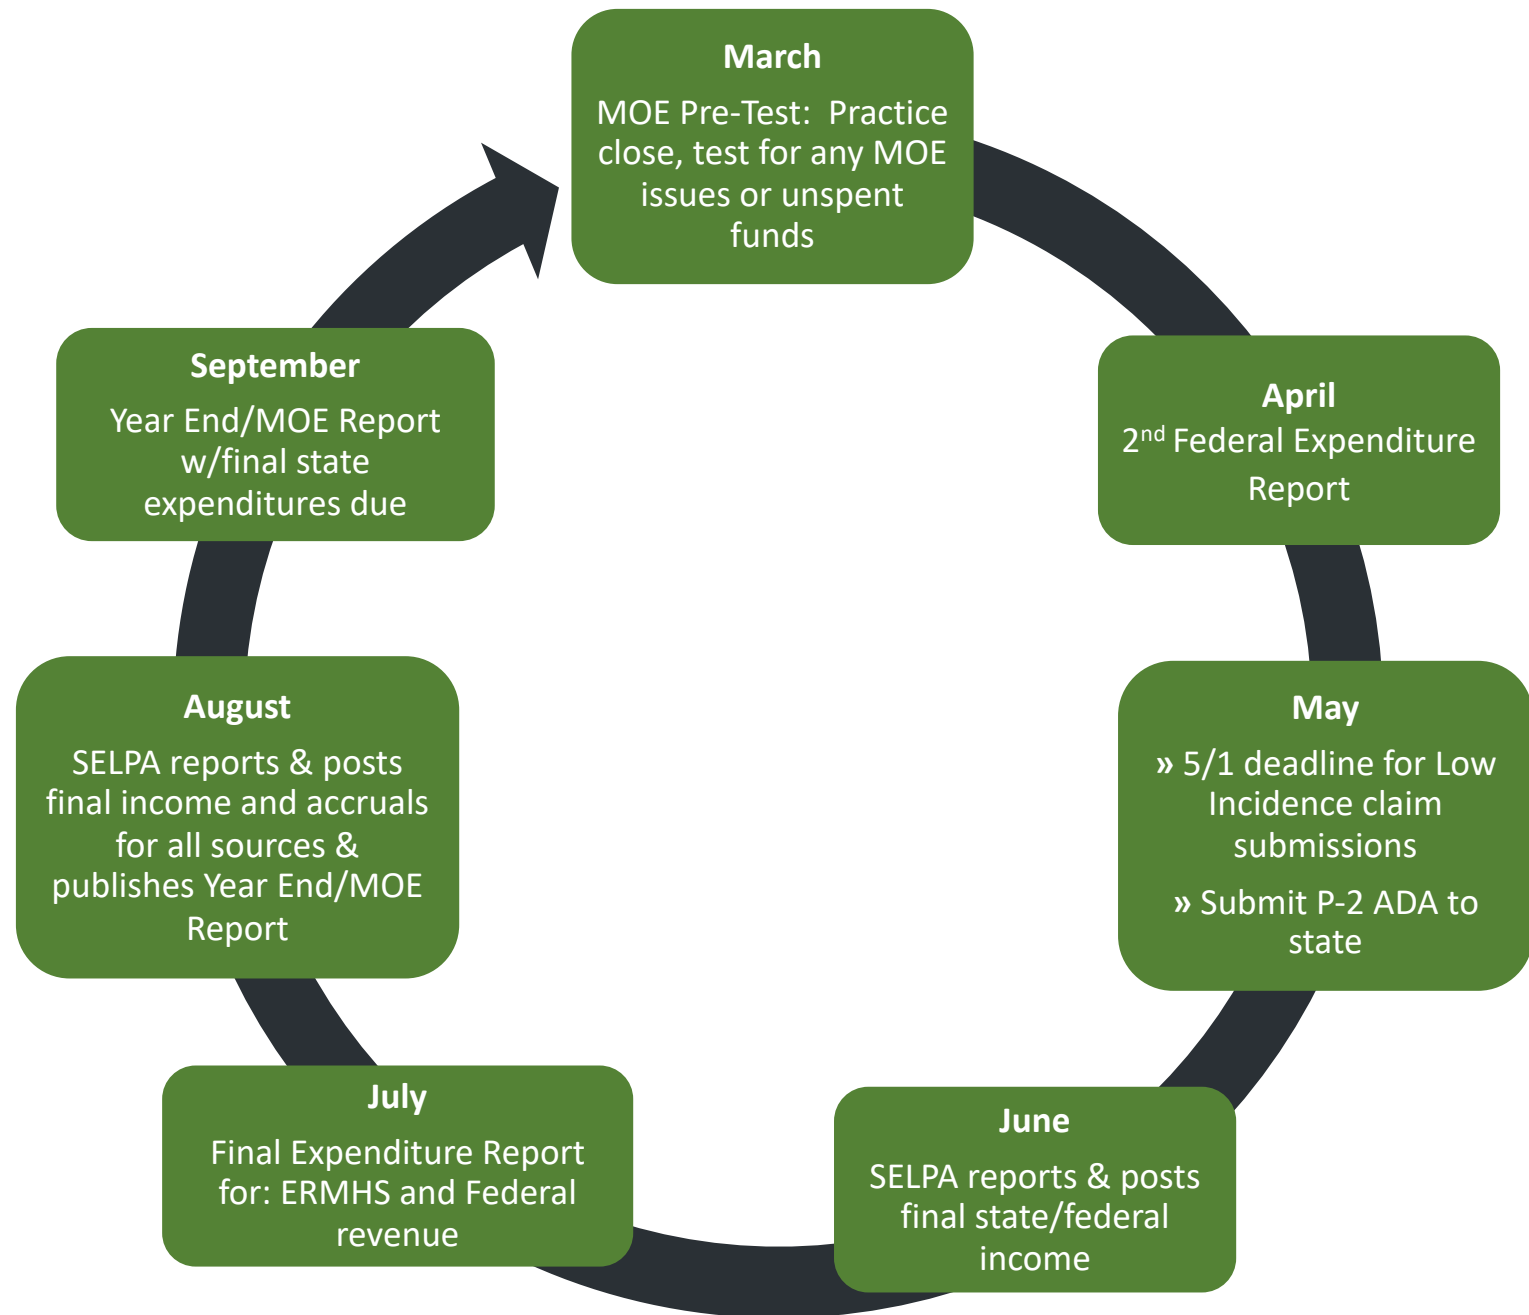 March
MOE Pre-Test:  Practice
close, test for any MOE
issues or unspent
funds
April
2nd Federal Expenditure
Report
May
» 5/1 deadline for Low
Incidence claim
submissions
» Submit P-2 ADA to
state
June
SELPA reports & posts
final state/federal
income
July
Final Expenditure Report
for: ERMHS and Federal
revenue
August
SELPA reports & posts
final income and accruals
for all sources &
publishes Year End/MOE
Report
September
Year End/MOE Report
w/final state
expenditures due